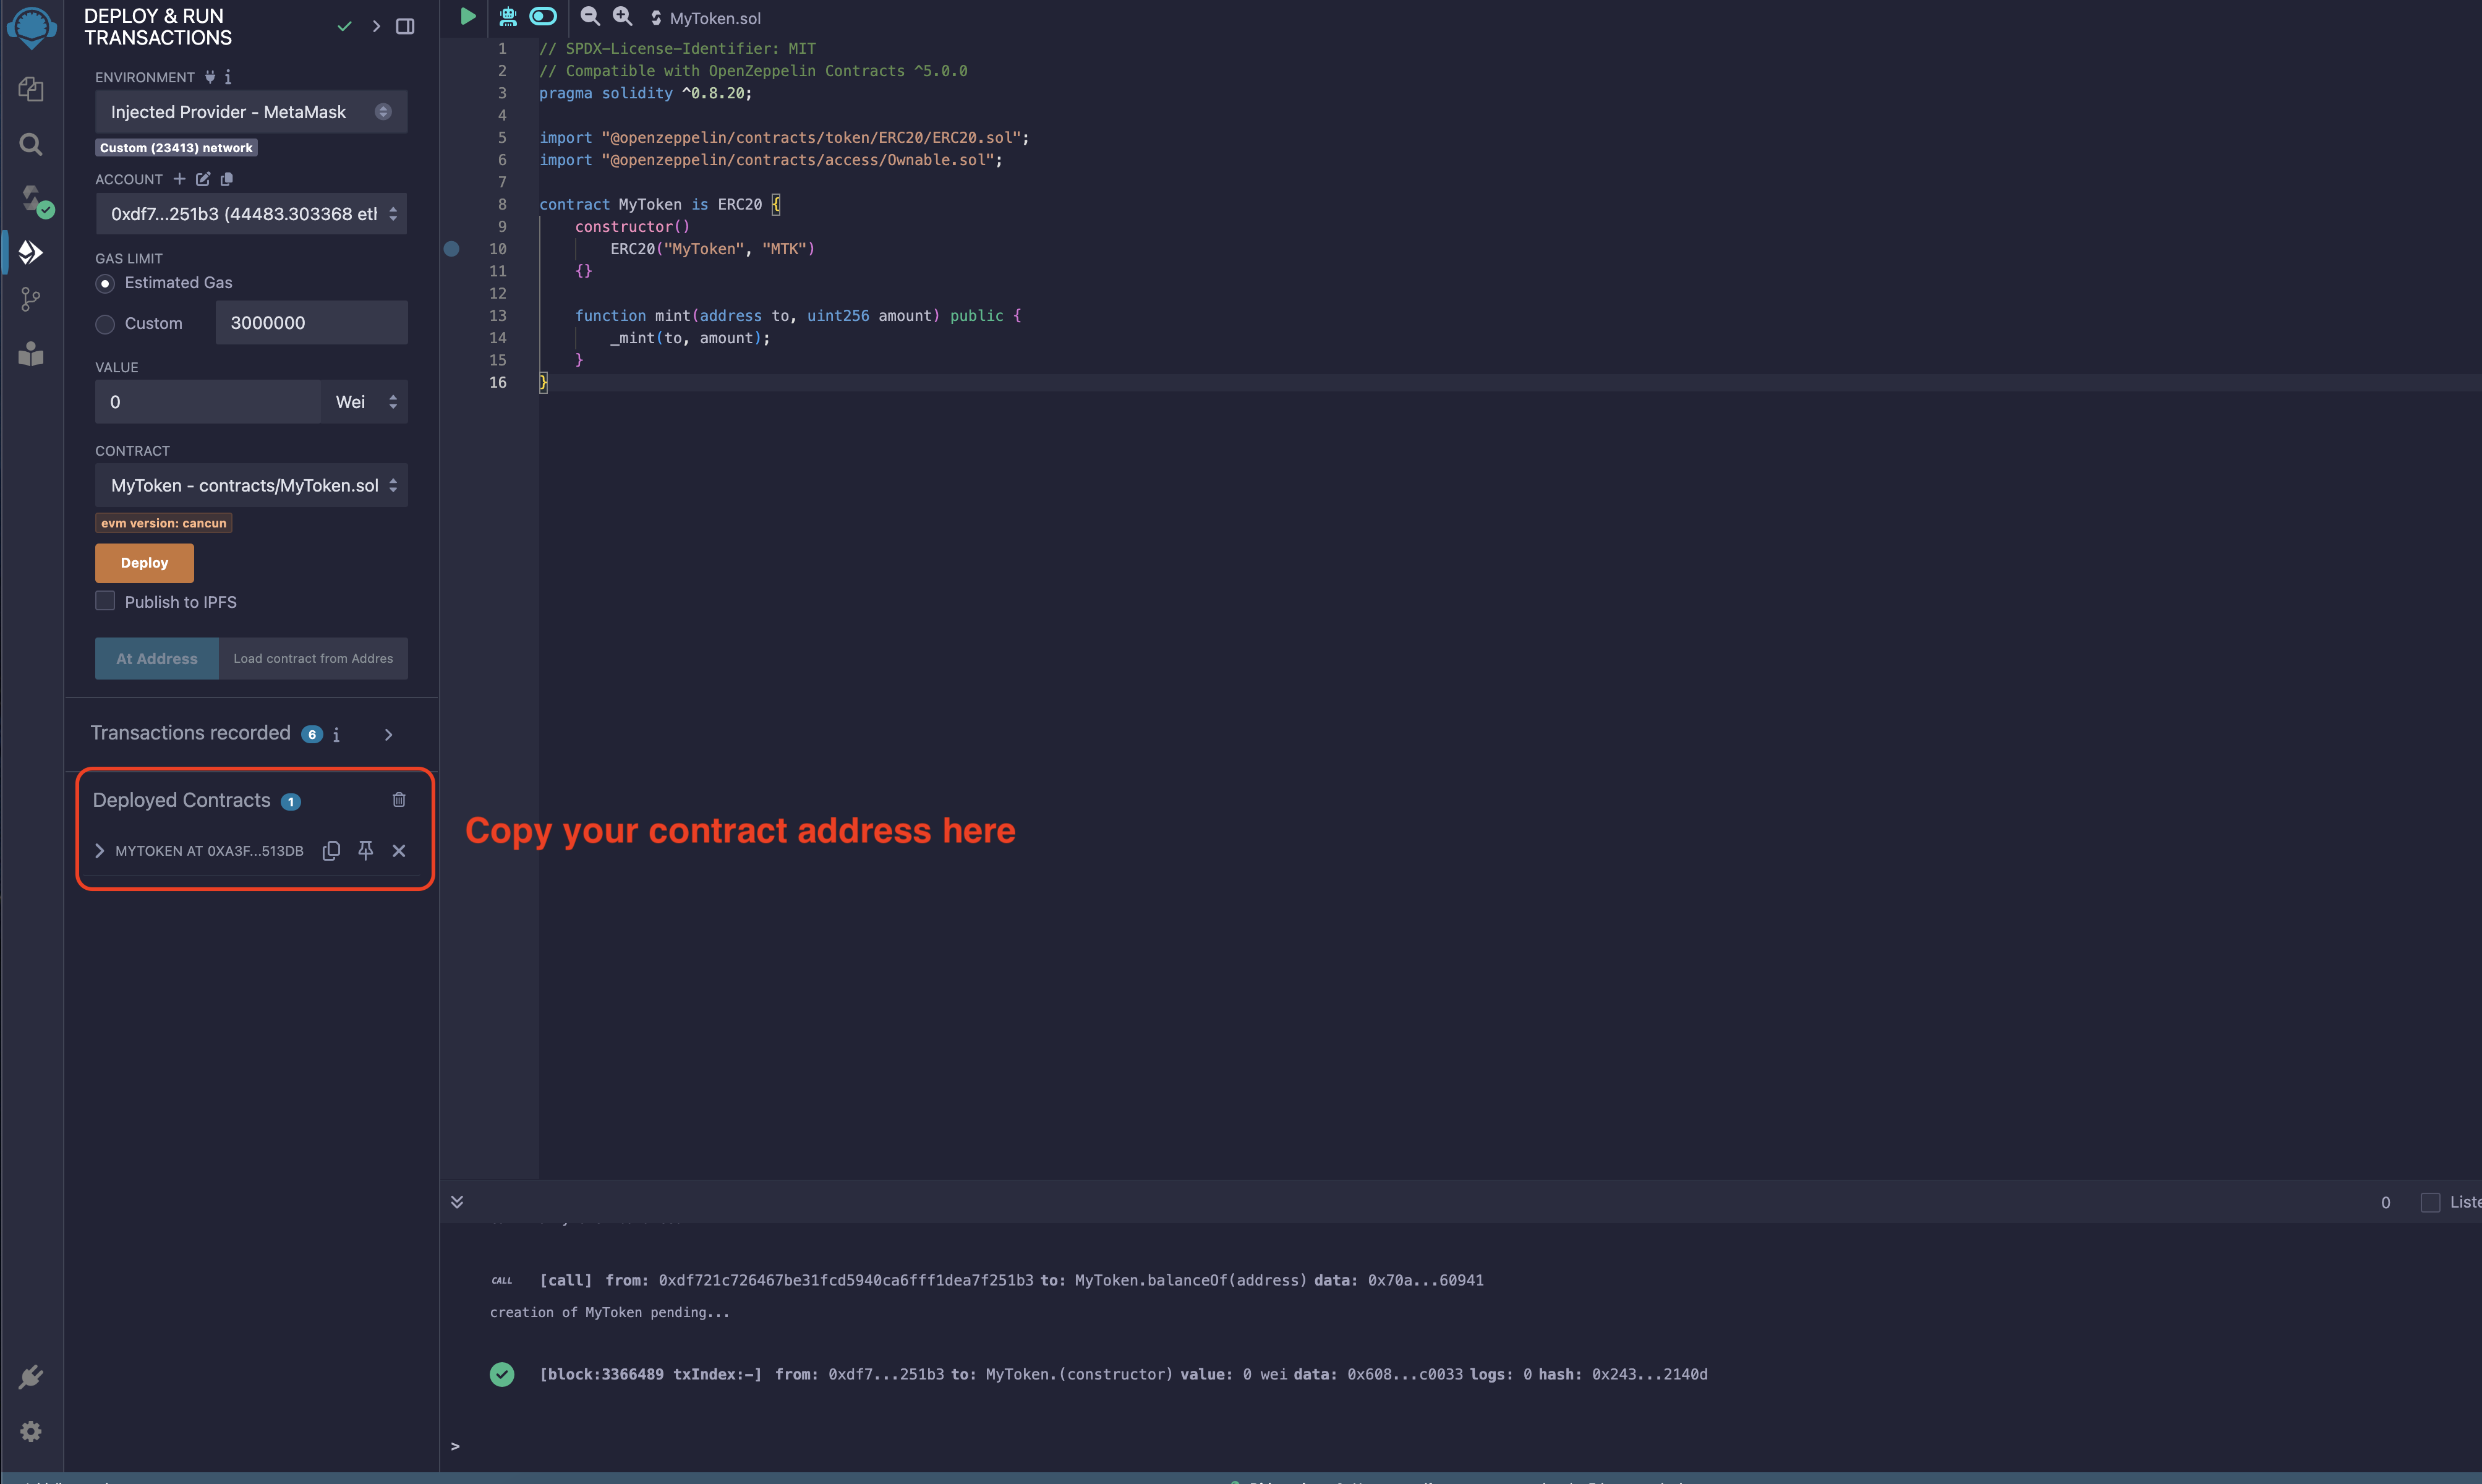 DEPLOY & RUN
TRANSACTIONS
ENVIRONMENT
Injected Provider - MetaMask
Custom (23413) network
ACCOUNT
0xdf7...251b3 (44483.303368 eth
GAS LIMIT
Estimated Gas
Custom
3000000
VALUE
0
Wei
CONTRACT
MyToken - contracts/MyToken.sol
evm version: cancun
Deploy
Publish to IPFS
At Address
Load contract from Addres
Transactions recorded 6 i
Deployed Contracts 1
MYTOKEN AT 0XA3F...513DB
Copy your contract address here
MyToken.sol
1 // SPDX-License-Identifier: MIT
2 // Compatible with OpenZeppelin Contracts ^5.0.0
3 pragma solidity ^0.8.20;
4
5 import "@openzeppelin/contracts/token/ERC20/ERC20.sol";
6 import "@openzeppelin/contracts/access/Ownable.sol";
7
8 contract MyToken is ERC20 {
9 constructor()
10 ERC20("MyToken", "MTK")
11 {}
12
13 function mint(address to, uint256 amount) public {
14 _mint(to, amount);
15 }
16 }
0
Liste
CALL [call] from: 0xdf721c726467be31fcd5940ca6fff1dea7f251b3 to: MyToken.balanceOf(address) data: 0x70a...60941
creation of MyToken pending...
[block:3366489 txIndex:-] from: 0xdf7...251b3 to: MyToken.(constructor) value: 0 wei data: 0x608...c0033 logs: 0 hash: 0x243...2140d
>